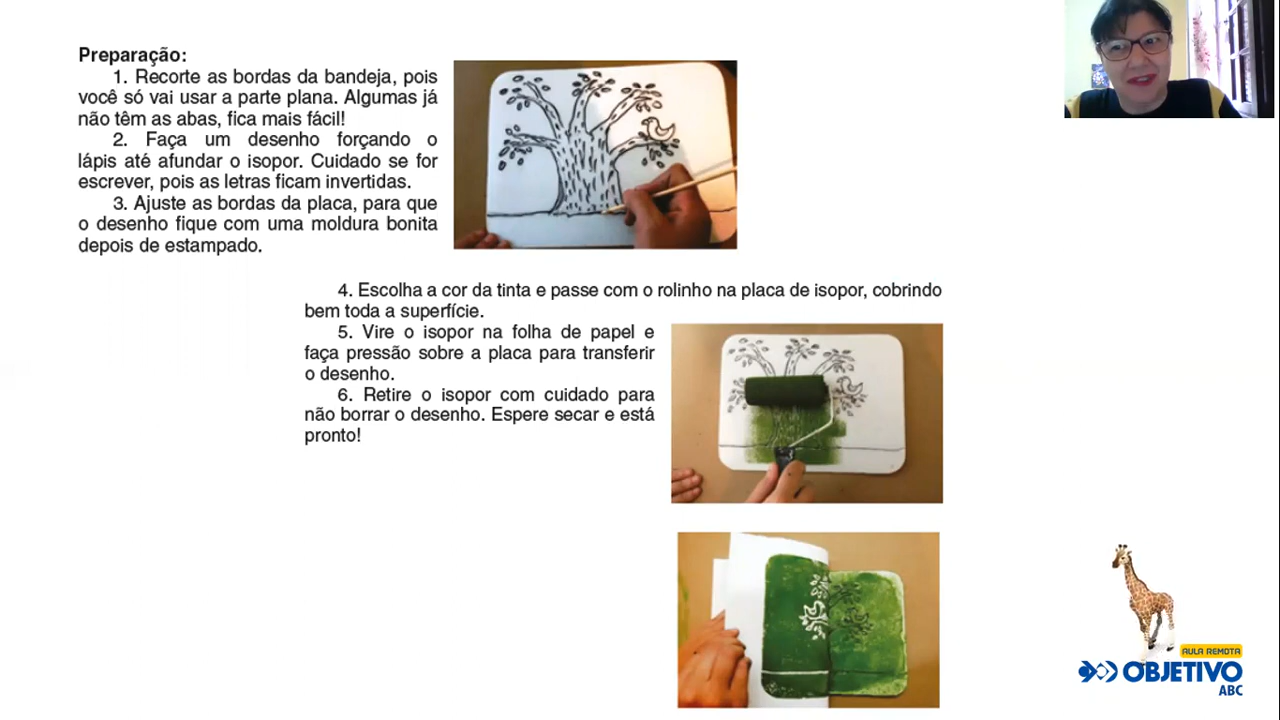 Preparação:
1. Recorte as bordas da bandeja, pois
você só vai usar a parte plana. Algumas já
não têm as abas, fica mais fácil!
2. Faça um desenho forçando o
lápis até afundar o isopor. Cuidado se for
escrever, pois as letras ficam invertidas.
3. Ajuste as bordas da placa, para que
o desenho fique com uma moldura bonita
depois de estampado.
4. Escolha a cor da tinta e passe com o rolinho na placa de isopor, cobrindo
bem toda a superfície.
5. Vire o isopor na folha de papel e
faça pressão sobre a placa para transferir
o desenho.
6. Retire o isopor com cuidado para
não borrar o desenho. Espere secar e está
pronto!
AULA REMOTA
OBJETIVO
ABC